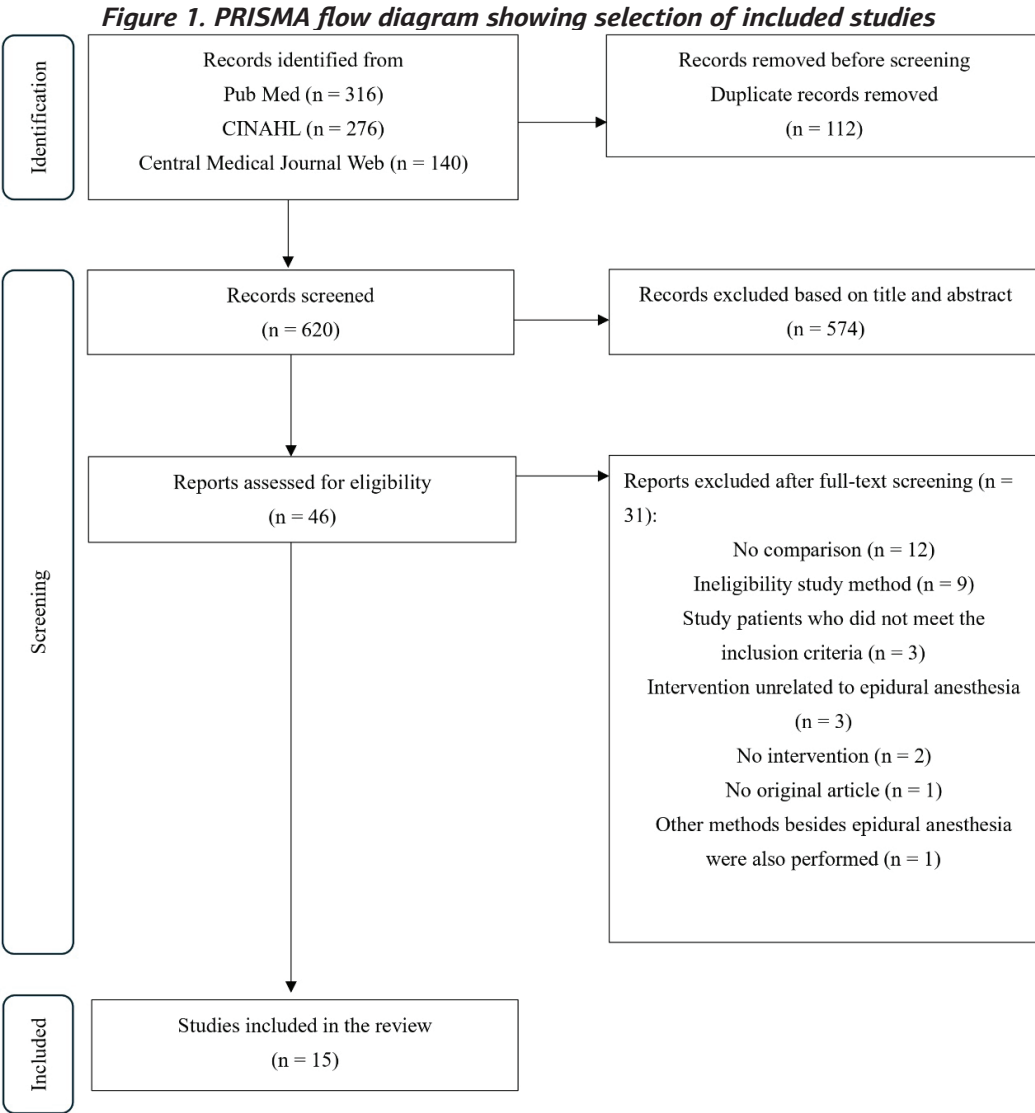 Figure 1. PRISMA flow diagram showing selection of included studies
Identification
Records identified from
Pub Med (n = 316)
CINAHL (n = 276)
Central Medical Journal Web (n = 140)
Records removed before screening
Duplicate records removed
(n = 112)
Screening
Records screened
(n = 620)
Records excluded based on title and abstract
(n = 574)
Reports assessed for eligibility
(n = 46)
Reports excluded after full-text screening (n =
31):
No comparison (n = 12)
Ineligibility study method (n = 9)
Study patients who did not meet the
inclusion criteria (n = 3)
Intervention unrelated to epidural anesthesia
(n = 3)
No intervention (n = 2)
No original article (n = 1)
Other methods besides epidural anesthesia
were also performed (n = 1)
Included
Studies included in the review
(n = 15)